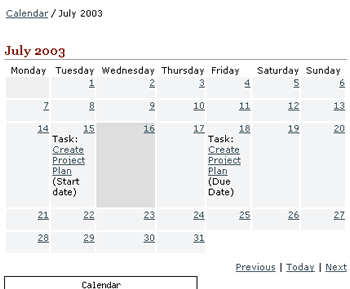 Calendar / July 2003
July 2003
Monday Tuesday Wednesday Thursday Friday Saturday Sunday
1 2 3 4 5 6
7 8 9 10 11 12 13
14 15 16 17 18 19 20
Task: Task:
Create Create
Project Project
Plan Plan
(Start (Due
date) Date)
21 22 23 24 25 26 27
28 29 30 31
Previous | Today | Next
Calendar